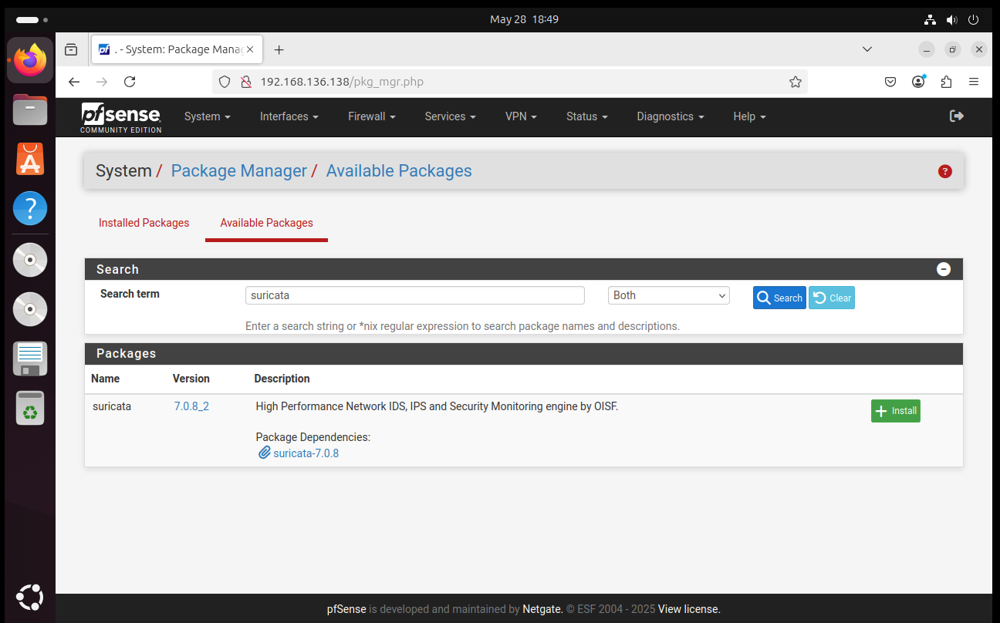 May 28 18:49
. - System: Package Manag
192.168.136.138/pkg_mgr.php
pfsense
COMMUNITY EDITION
System Interfaces Firewall Services VPN Status Diagnostics Help
System / Package Manager / Available Packages
Installed Packages Available Packages
Search
Search term suricata Both Search Clear
Enter a search string or *nix regular expression to search package names and descriptions.
Packages
Name Version Description
suricata 7.0.8_2 High Performance Network IDS, IPS and Security Monitoring engine by OISF. Install
Package Dependencies:
suricata-7.0.8
pfSense is developed and maintained by Netgate. © ESF 2004 - 2025 View license.